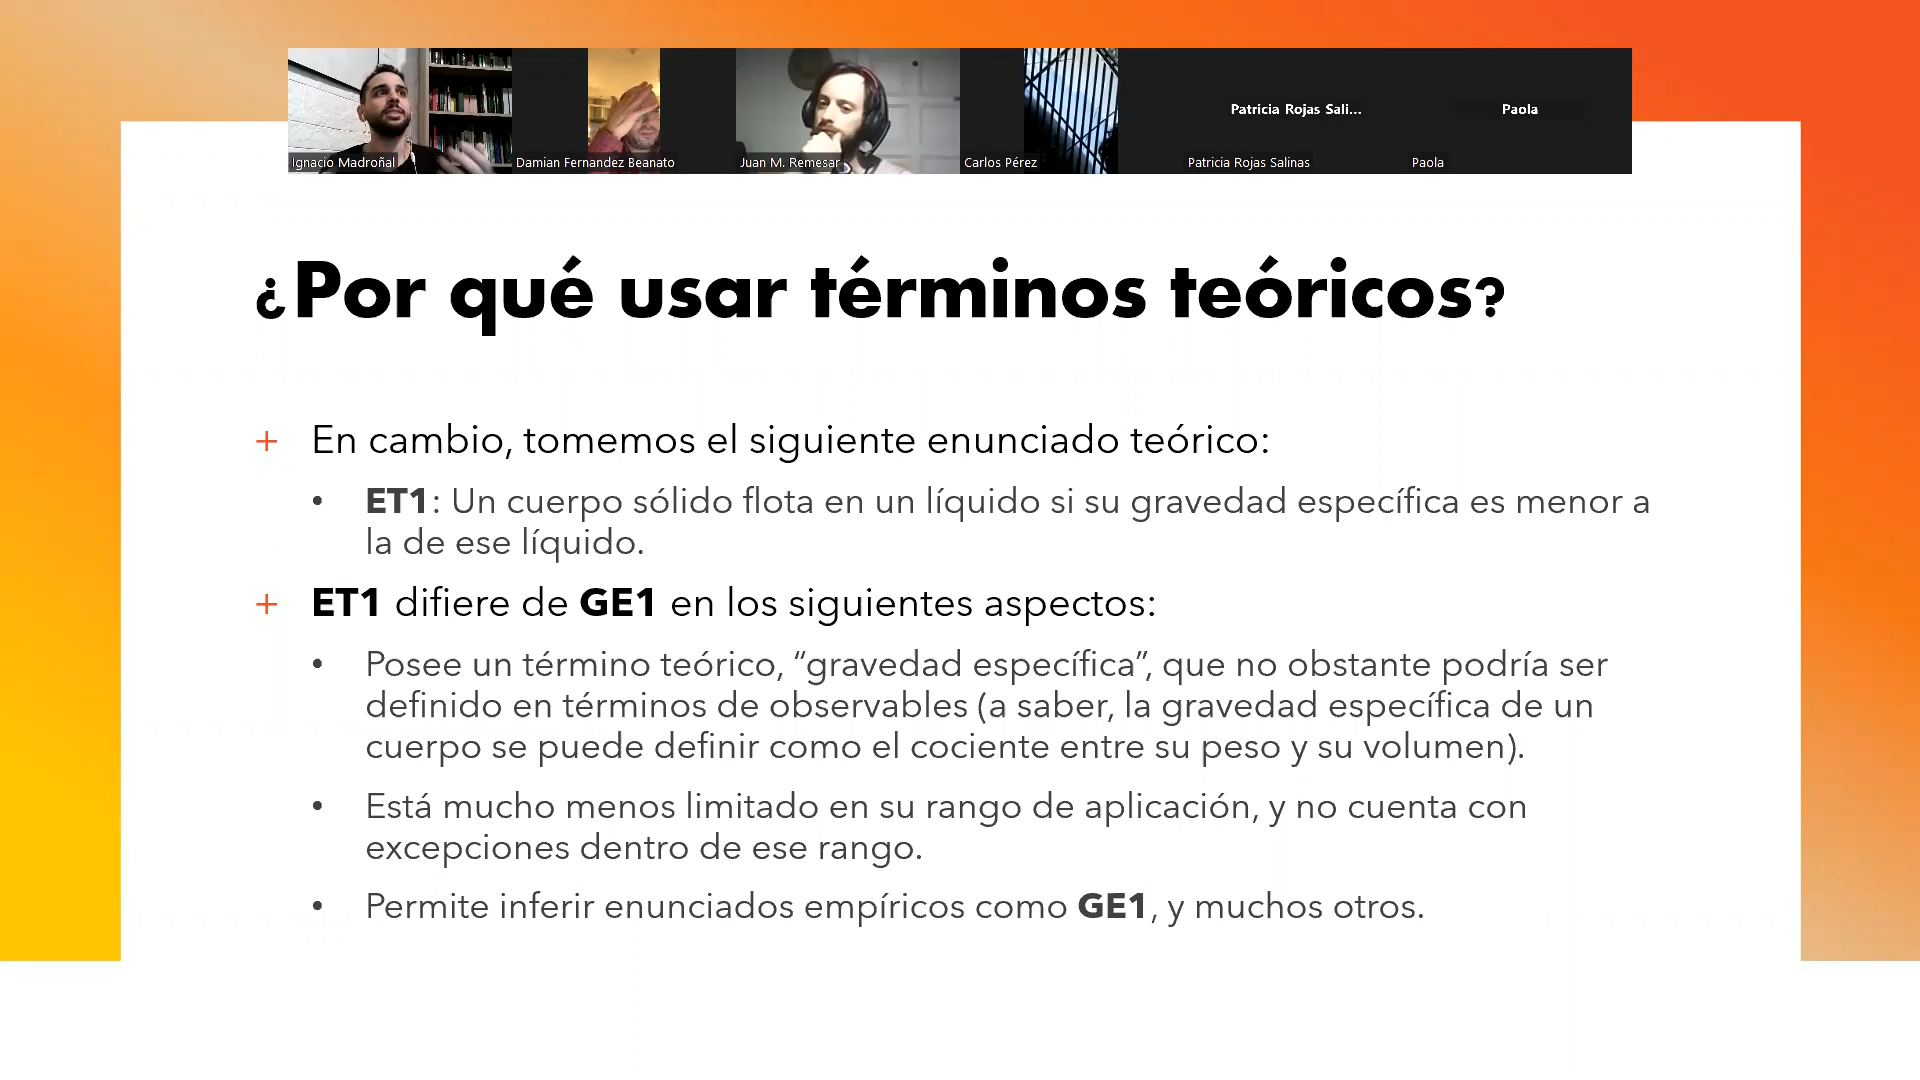 Patricia Rojas Sali...
Paola
Ignacio Madroñal
Damian Fernandez Beanato
Juan M. Remesar
Carlos Pérez
Patricia Rojas Salinas
Paola
¿Por qué usar términos teóricos?
+ En cambio, tomemos el siguiente enunciado teórico:
• ET1: Un cuerpo sólido flota en un líquido si su gravedad específica es menor a
la de ese líquido.
+ ET1 difiere de GE1 en los siguientes aspectos:
• Posee un término teórico, “gravedad específica”, que no obstante podría ser
definido en términos de observables (a saber, la gravedad específica de un
cuerpo se puede definir como el cociente entre su peso y su volumen).
• Está mucho menos limitado en su rango de aplicación, y no cuenta con
excepciones dentro de ese rango.
• Permite inferir enunciados empíricos como GE1, y muchos otros.